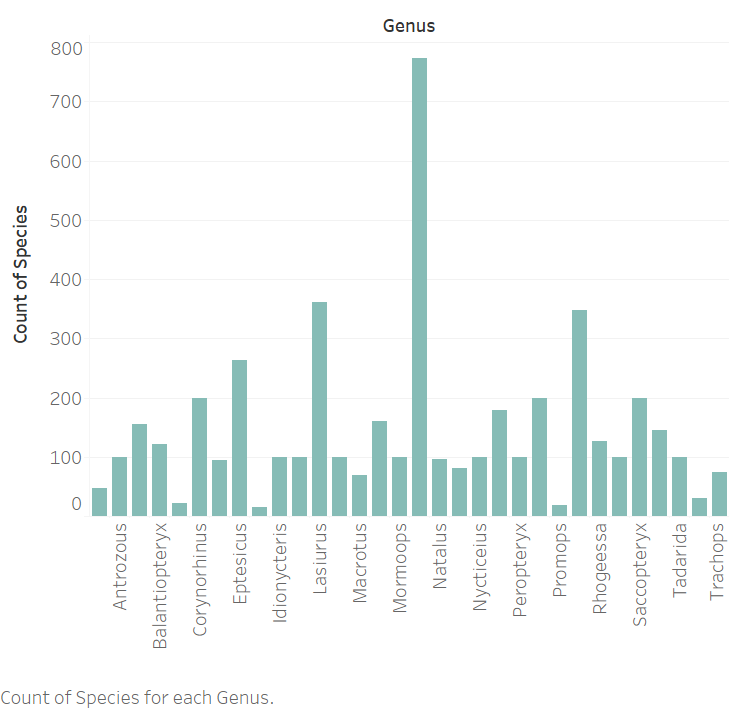 Genus
800
700
600
500
400
300
200
100
0
Count of Species
Antrozous
Balantiopteryx
Corynorhinus
Eptesicus
Idionycteris
Lasiurus
Macrotus
Mormoops
Natalus
Nycticeius
Peropteryx
Promops
Rhogeessa
Saccopteryx
Tadarida
Trachops
Count of Species for each Genus.